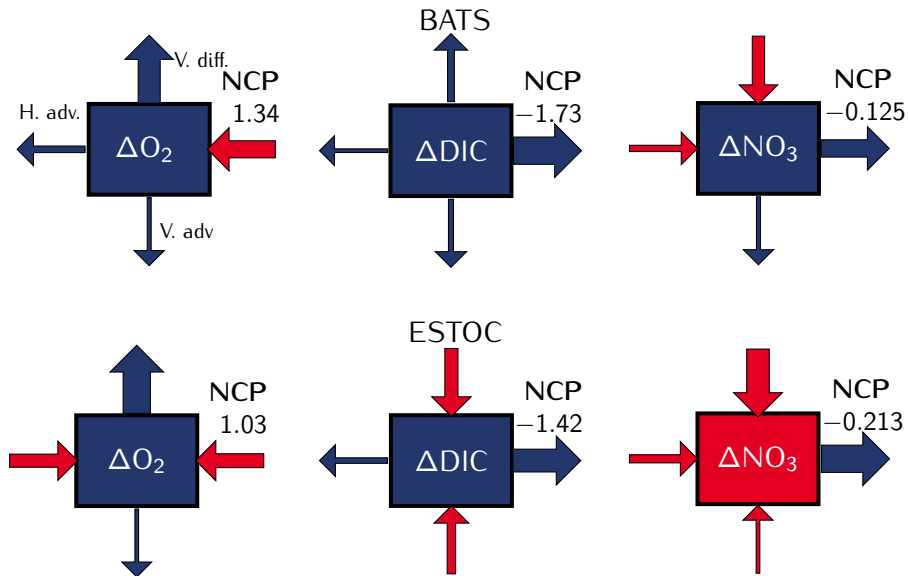 BATS
V. diff.
NCP
1.34
H. adv.
ΔO₂
V. adv
NCP
−1.73
ΔDIC
NCP
−0.125
ΔNO₃
ESTOC
NCP
1.03
ΔO₂
NCP
−1.42
ΔDIC
NCP
−0.213
ΔNO₃